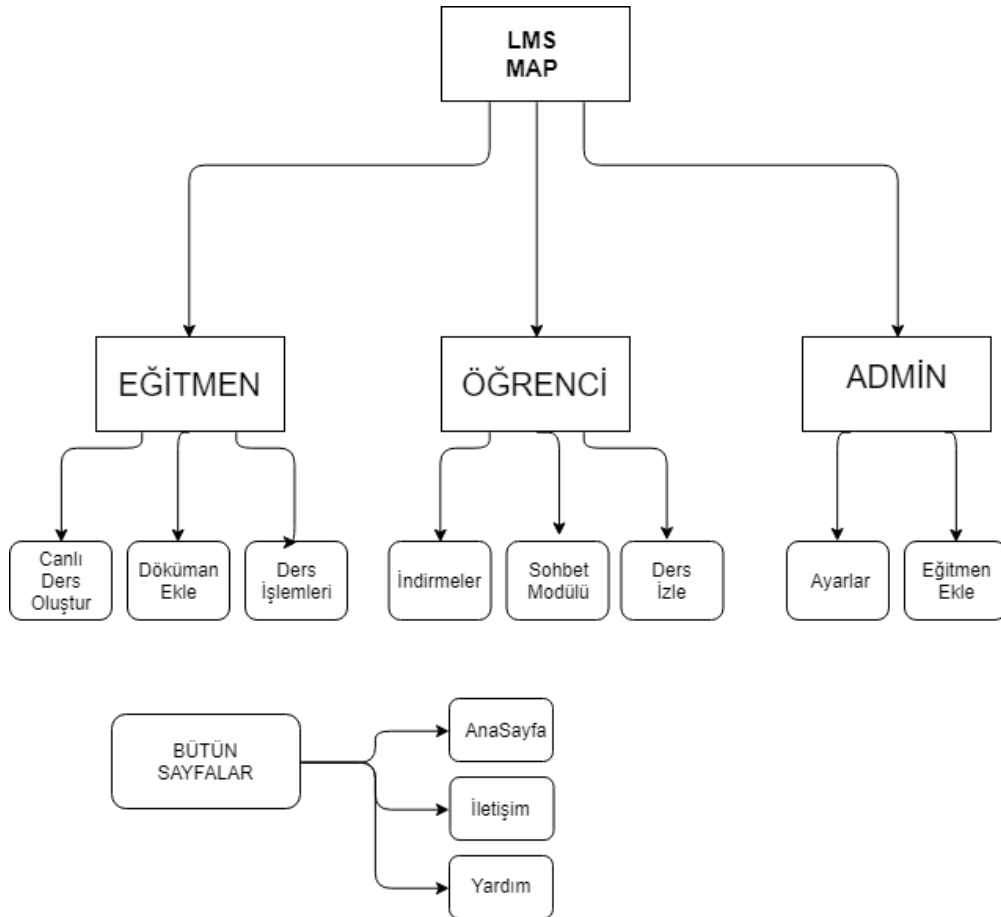 LMS
MAP
EĞİTMEN
ÖĞRENCİ
ADMİN
Canlı
Ders
Oluştur
Döküman
Ekle
Ders
İşlemleri
İndirmeler
Sohbet
Modülü
Ders
İzle
Ayarlar
Eğitmen
Ekle
BÜTÜN
SAYFALAR
AnaSayfa
İletişim
Yardım